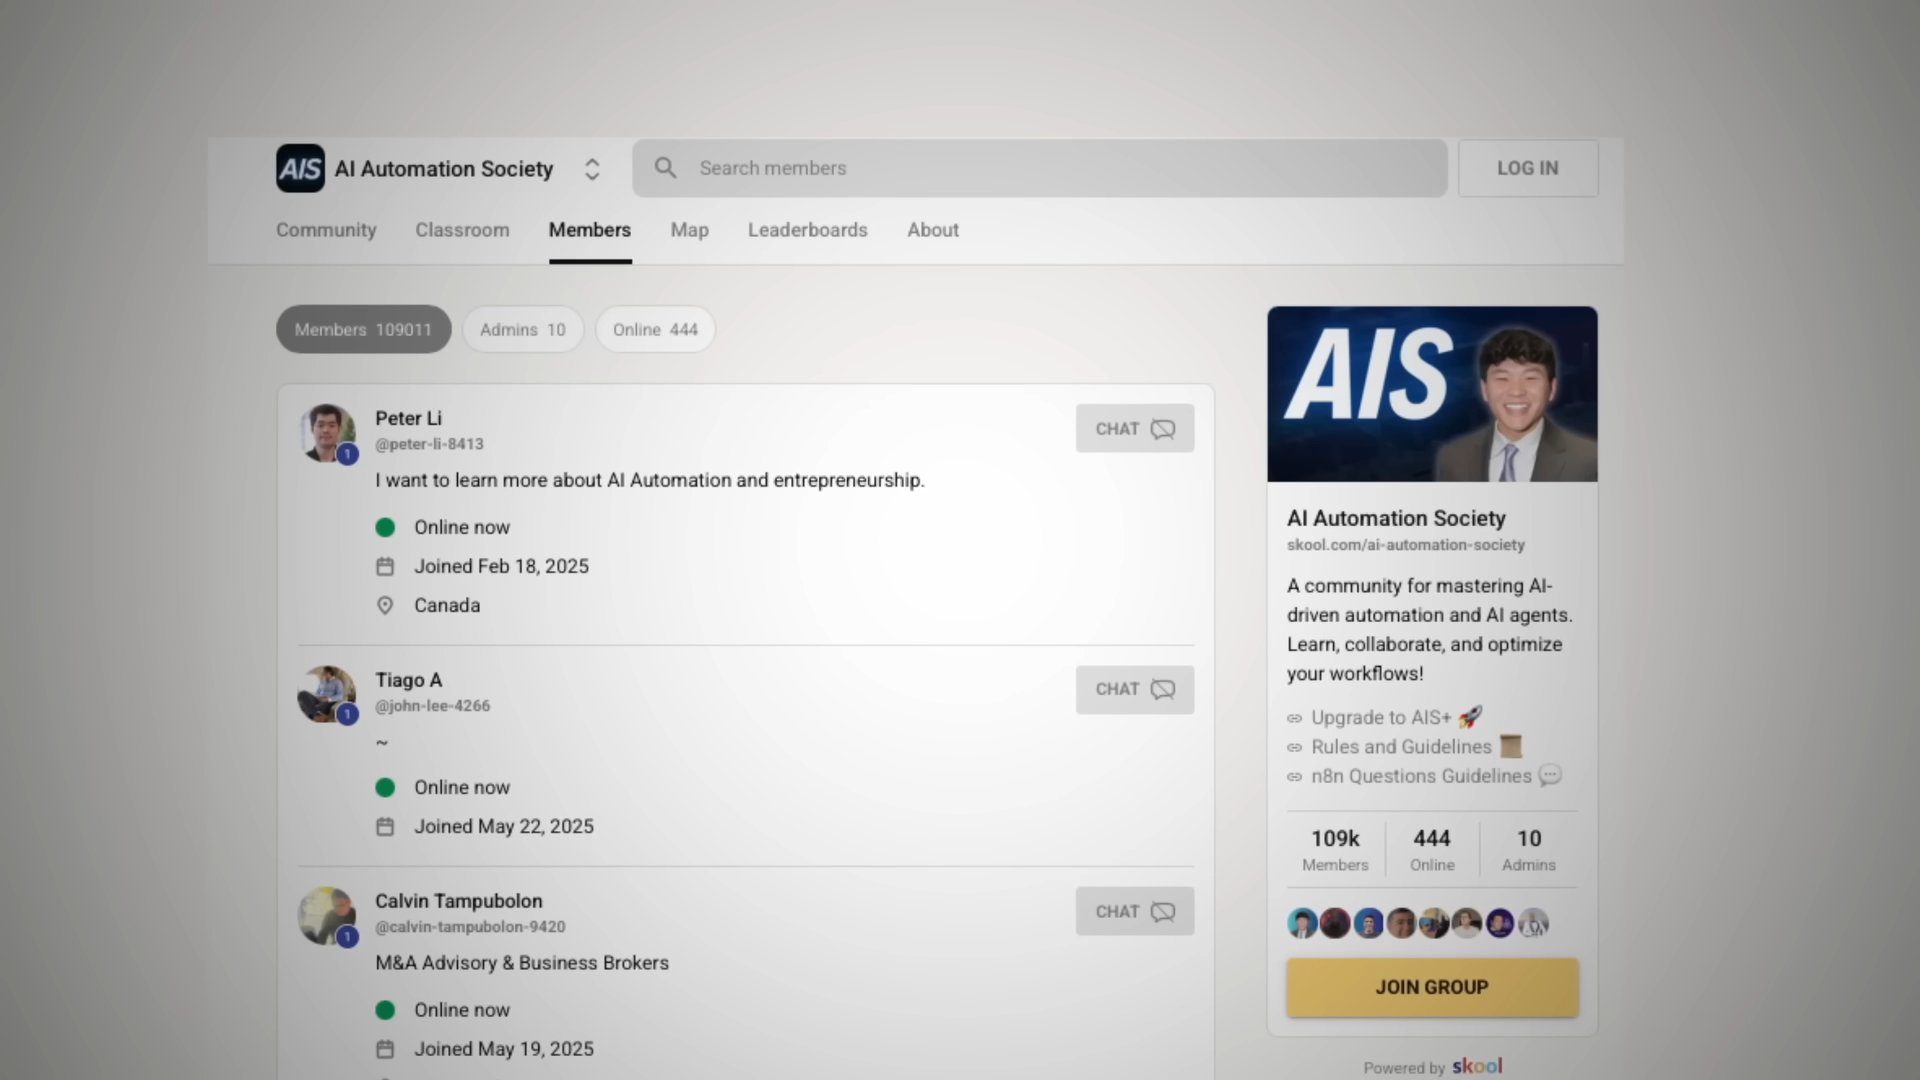 AIS AI Automation Society
Search members
LOG IN
Community Classroom Members Map Leaderboards About
Members 109011 Admins 10 Online 444
Peter Li
@peter-li-8413
CHAT
1
I want to learn more about AI Automation and entrepreneurship.
Online now
Joined Feb 18, 2025
Canada
Tiago A
@john-lee-4266
CHAT
1
~
Online now
Joined May 22, 2025
Calvin Tampubolon
@calvin-tampubolon-9420
CHAT
1
M&A Advisory & Business Brokers
Online now
Joined May 19, 2025
AIS
AI Automation Society
skool.com/ai-automation-society
A community for mastering AI-
driven automation and AI agents.
Learn, collaborate, and optimize
your workflows!
Upgrade to AIS+ 🚀
Rules and Guidelines 📜
n8n Questions Guidelines 💬
109k 444 10
Members Online Admins
JOIN GROUP
Powered by skool